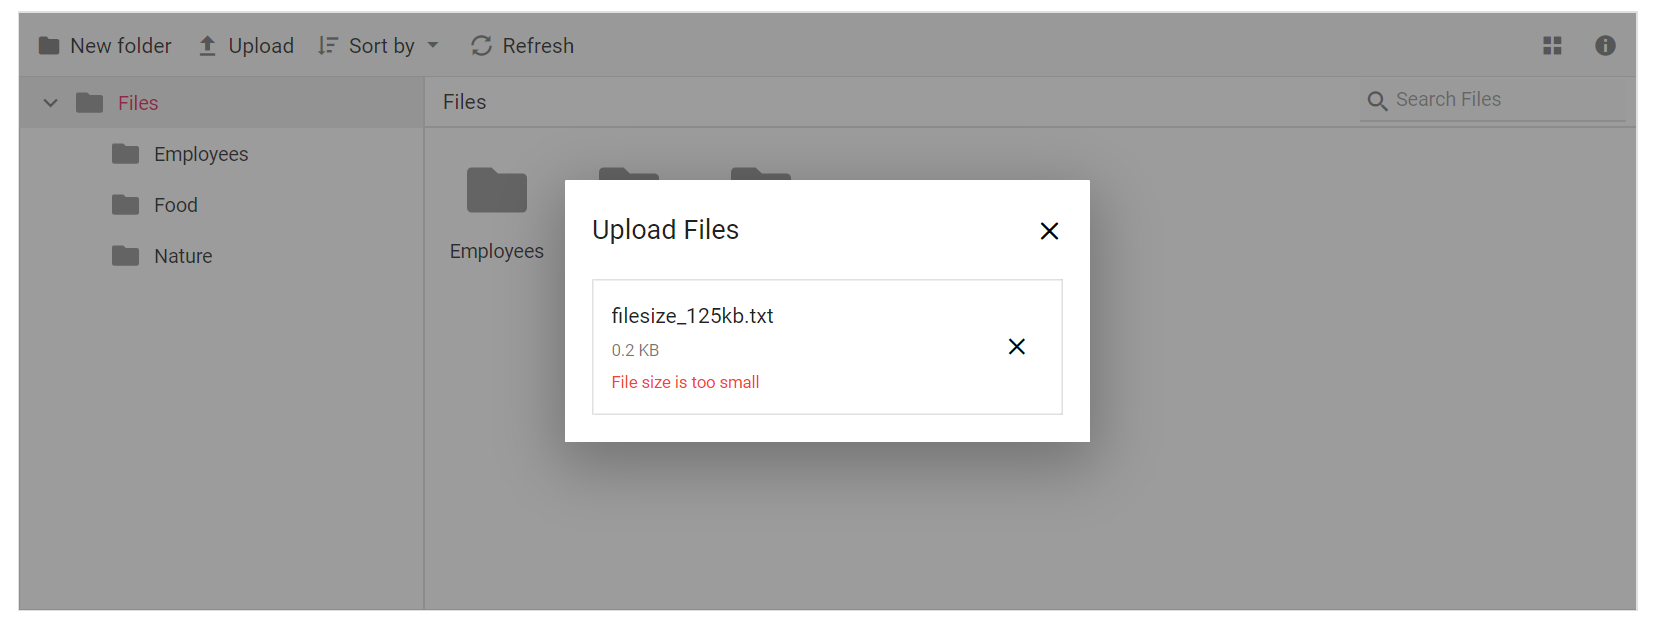 New folder Upload Sort by Refresh
Files
Employees
Food
Nature
Files Search Files
Employees
Upload Files
filesize_125kb.txt
0.2 KB
File size is too small